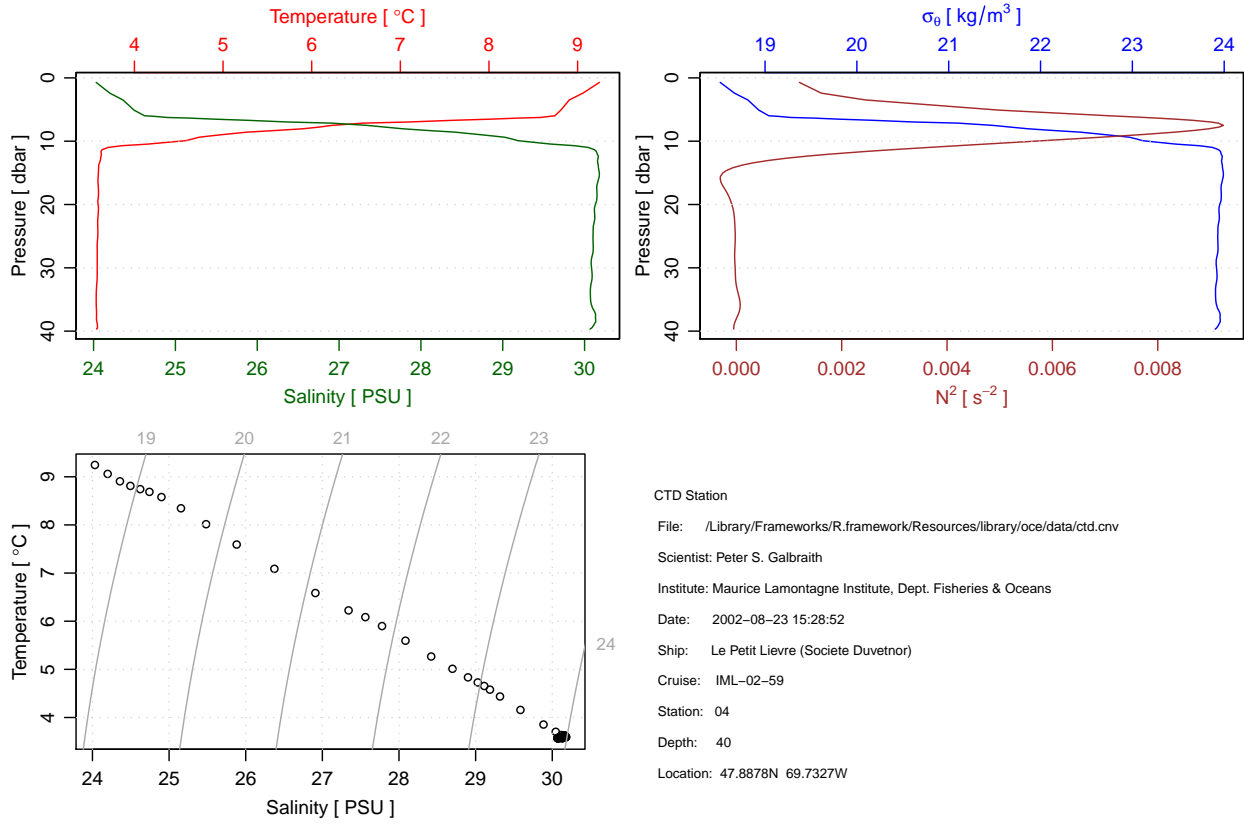 Temperature [ °C ]
4 5 6 7 8 9
Pressure [ dbar ]
0 10 20 30 40
24 25 26 27 28 29 30
Salinity [ PSU ]
σθ [ kg/m³ ]
19 20 21 22 23 24
Pressure [ dbar ]
0 10 20 30 40
0.000 0.002 0.004 0.006 0.008
N² [ s⁻² ]
19 20 21 22 23
24
Temperature [ °C ]
9 8 7 6 5 4
24 25 26 27 28 29 30
Salinity [ PSU ]
CTD Station
File: /Library/Frameworks/R.framework/Resources/library/oce/data/ctd.cnv
Scientist: Peter S. Galbraith
Institute: Maurice Lamontagne Institute, Dept. Fisheries & Oceans
Date: 2002−08−23 15:28:52
Ship: Le Petit Lievre (Societe Duvetnor)
Cruise: IML−02−59
Station: 04
Depth: 40
Location: 47.8878N 69.7327W